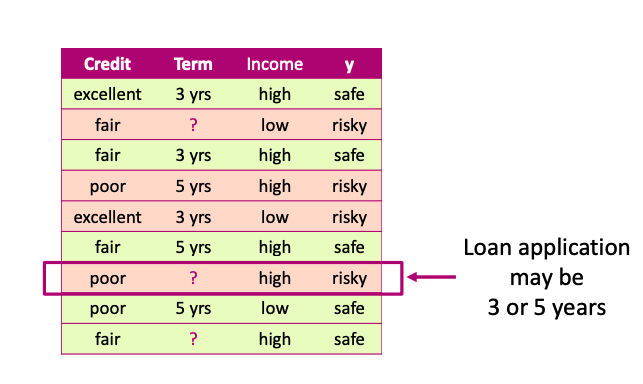 Credit Term Income y
excellent 3 yrs high safe
fair ? low risky
fair 3 yrs high safe
poor 5 yrs high risky
excellent 3 yrs low risky
fair 5 yrs high safe
poor ? high risky
poor 5 yrs low safe
fair ? high safe
Loan application
may be
3 or 5 years